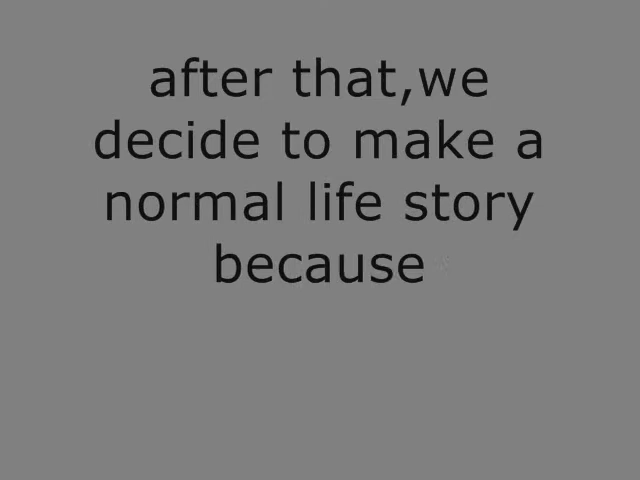 after that,we
decide to make a
normal life story
because